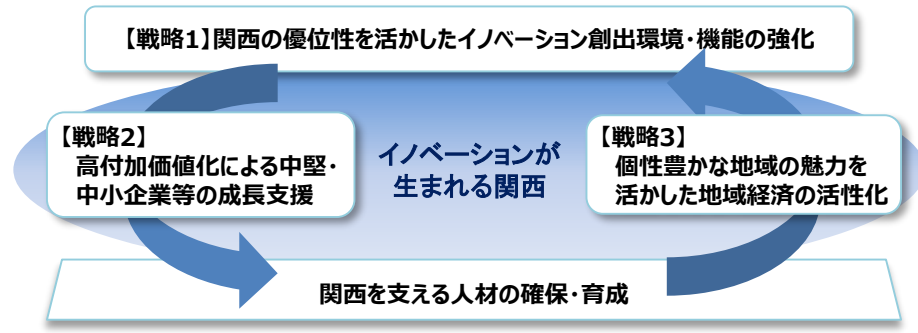 【戦略1】関西の優位性を活かしたイノベーション創出環境・機能の強化
【戦略2】
高付加価値化による中堅・
中小企業等の成長支援
イノベーションが
生まれる関西
【戦略3】
個性豊かな地域の魅力を
活かした地域経済の活性化
関西を支える人材の確保・育成